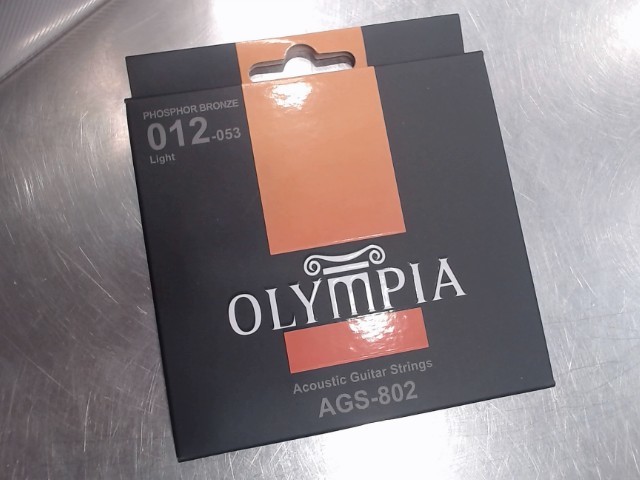 PHOSPHOR BRONZE
012-053
Light
OLYMPIA
Acoustic Guitar Strings
AGS-802